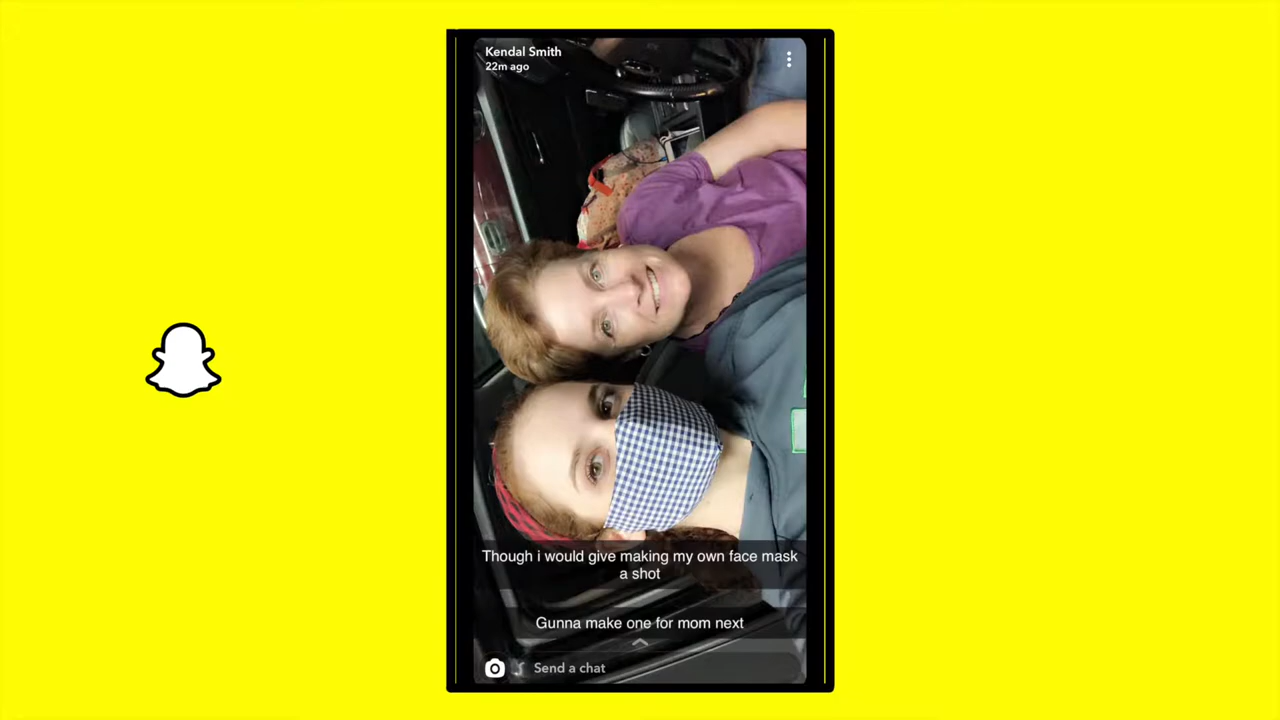 Kendal Smith
22m ago
Though i would give making my own face mask
a shot
Gunna make one for mom next
Send a chat